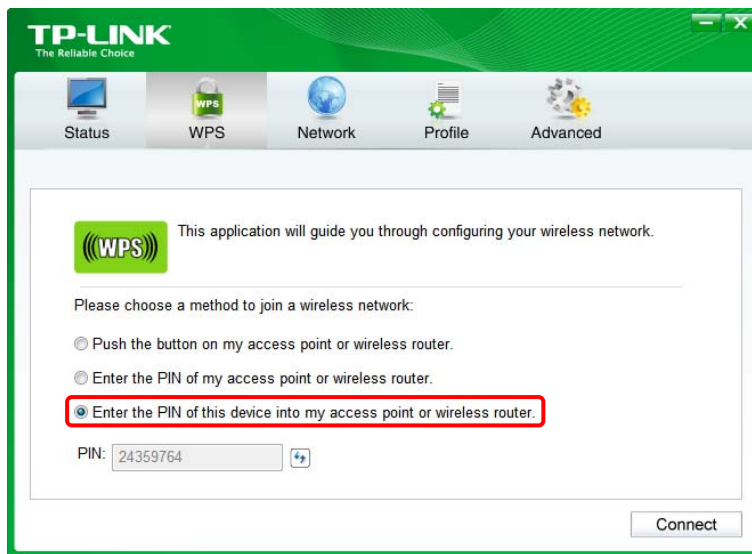 TP-LINK
The Reliable Choice
Status WPS Network Profile Advanced
WPS
This application will guide you through configuring your wireless network.
(((WPS)))
Please choose a method to join a wireless network:
Push the button on my access point or wireless router.
Enter the PIN of my access point or wireless router.
Enter the PIN of this device into my access point or wireless router.
PIN: 24359764
Connect